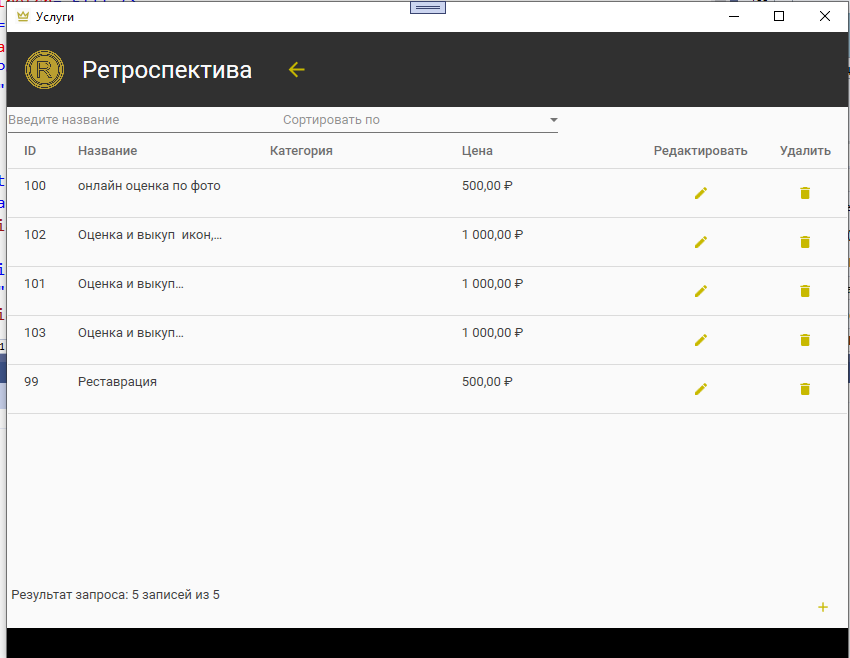 Услуги
R Ретроспектива
Введите название Сортировать по
ID Название Категория Цена Редактировать Удалить
100 онлайн оценка по фото 500,00 ₽
102 Оценка и выкуп  икон,... 1 000,00 ₽
101 Оценка и выкуп... 1 000,00 ₽
103 Оценка и выкуп... 1 000,00 ₽
99 Реставрация 500,00 ₽
Результат запроса: 5 записей из 5
+